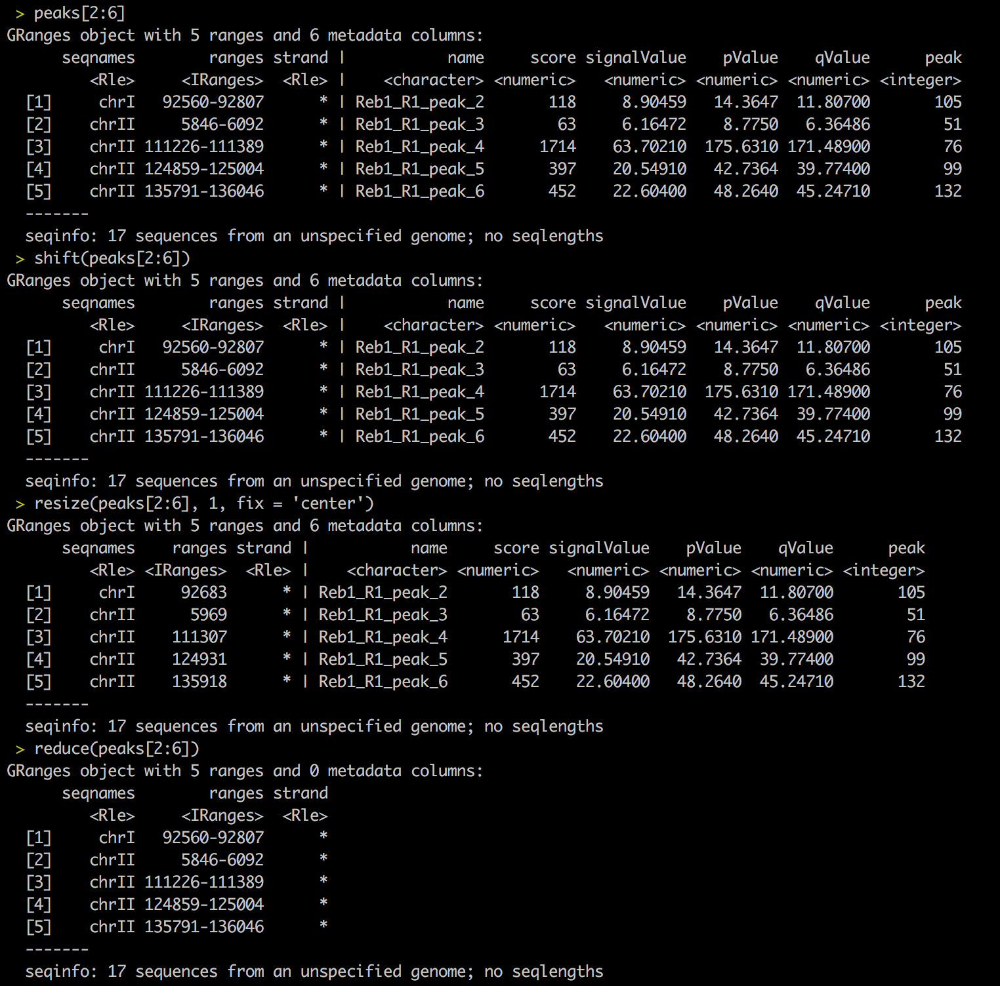 > peaks[2:6]
GRanges object with 5 ranges and 6 metadata columns:
      seqnames        ranges strand |           name     score signalValue    pValue    qValue      peak
         <Rle>     <IRanges>  <Rle> |    <character> <numeric>   <numeric> <numeric> <numeric> <integer>
  [1]     chrI   92560-92807      * | Reb1_R1_peak_2       118     8.90459   14.3647  11.80700       105
  [2]    chrII     5846-6092      * | Reb1_R1_peak_3        63     6.16472    8.7750   6.36486        51
  [3]    chrII 111226-111389      * | Reb1_R1_peak_4      1714    63.70210  175.6310 171.48900        76
  [4]    chrII 124859-125004      * | Reb1_R1_peak_5       397    20.54910   42.7364  39.77400        99
  [5]    chrII 135791-136046      * | Reb1_R1_peak_6       452    22.60400   48.2640  45.24710       132
  -------
  seqinfo: 17 sequences from an unspecified genome; no seqlengths
> shift(peaks[2:6])
GRanges object with 5 ranges and 6 metadata columns:
      seqnames        ranges strand |           name     score signalValue    pValue    qValue      peak
         <Rle>     <IRanges>  <Rle> |    <character> <numeric>   <numeric> <numeric> <numeric> <integer>
  [1]     chrI   92560-92807      * | Reb1_R1_peak_2       118     8.90459   14.3647  11.80700       105
  [2]    chrII     5846-6092      * | Reb1_R1_peak_3        63     6.16472    8.7750   6.36486        51
  [3]    chrII 111226-111389      * | Reb1_R1_peak_4      1714    63.70210  175.6310 171.48900        76
  [4]    chrII 124859-125004      * | Reb1_R1_peak_5       397    20.54910   42.7364  39.77400        99
  [5]    chrII 135791-136046      * | Reb1_R1_peak_6       452    22.60400   48.2640  45.24710       132
  -------
  seqinfo: 17 sequences from an unspecified genome; no seqlengths
> resize(peaks[2:6], 1, fix = 'center')
GRanges object with 5 ranges and 6 metadata columns:
      seqnames    ranges strand |           name     score signalValue    pValue    qValue      peak
         <Rle> <IRanges>  <Rle> |    <character> <numeric>   <numeric> <numeric> <numeric> <integer>
  [1]     chrI     92683      * | Reb1_R1_peak_2       118     8.90459   14.3647  11.80700       105
  [2]    chrII      5969      * | Reb1_R1_peak_3        63     6.16472    8.7750   6.36486        51
  [3]    chrII    111307      * | Reb1_R1_peak_4      1714    63.70210  175.6310 171.48900        76
  [4]    chrII    124931      * | Reb1_R1_peak_5       397    20.54910   42.7364  39.77400        99
  [5]    chrII    135918      * | Reb1_R1_peak_6       452    22.60400   48.2640  45.24710       132
  -------
  seqinfo: 17 sequences from an unspecified genome; no seqlengths
> reduce(peaks[2:6])
GRanges object with 5 ranges and 0 metadata columns:
      seqnames        ranges strand
         <Rle>     <IRanges>  <Rle>
  [1]     chrI   92560-92807      *
  [2]    chrII     5846-6092      *
  [3]    chrII 111226-111389      *
  [4]    chrII 124859-125004      *
  [5]    chrII 135791-136046      *
  -------
  seqinfo: 17 sequences from an unspecified genome; no seqlengths